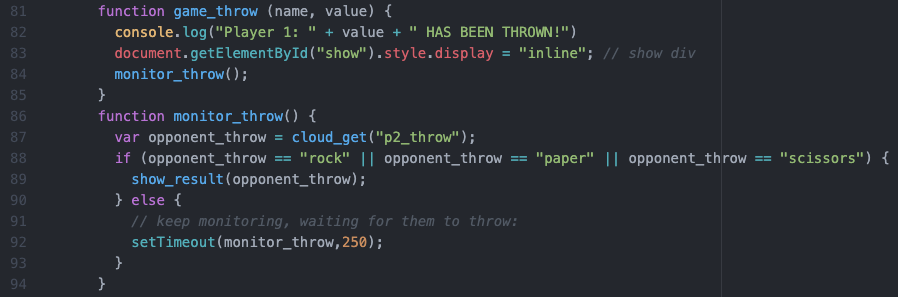 81 function game_throw (name, value) {
82 console.log("Player 1: " + value + " HAS BEEN THROWN!")
83 document.getElementById("show").style.display = "inline"; // show div
84 monitor_throw();
85 }
86 function monitor_throw() {
87 var opponent_throw = cloud_get("p2_throw");
88 if (opponent_throw == "rock" || opponent_throw == "paper" || opponent_throw == "scissors") {
89 show_result(opponent_throw);
90 } else {
91 // keep monitoring, waiting for them to throw:
92 setTimeout(monitor_throw,250);
93 }
94 }